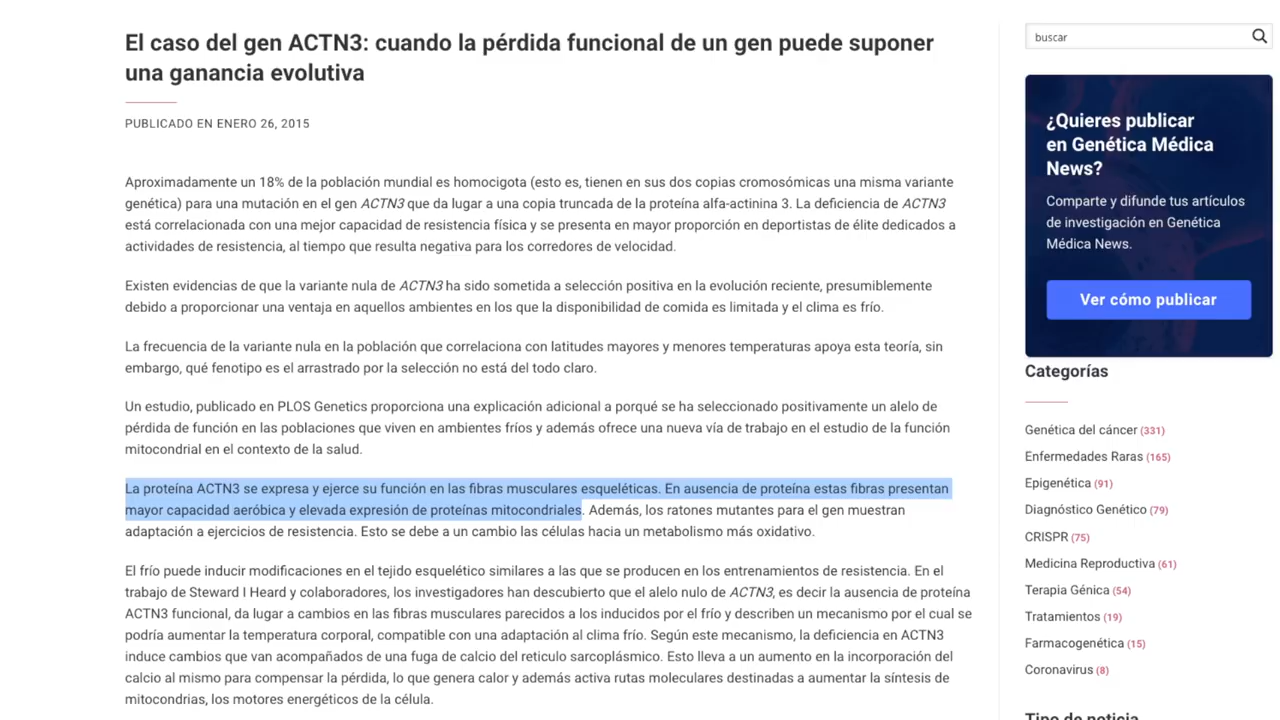 El caso del gen ACTN3: cuando la pérdida funcional de un gen puede suponer
una ganancia evolutiva
PUBLICADO EN ENERO 26, 2015
Aproximadamente un 18% de la población mundial es homocigota (esto es, tienen en sus dos copias cromosómicas una misma variante
genética) para una mutación en el gen ACTN3 que da lugar a una copia truncada de la proteína alfa-actinina 3. La deficiencia de ACTN3
está correlacionada con una mejor capacidad de resistencia física y se presenta en mayor proporción en deportistas de élite dedicados a
actividades de resistencia, al tiempo que resulta negativa para los corredores de velocidad.
Existen evidencias de que la variante nula de ACTN3 ha sido sometida a selección positiva en la evolución reciente, presumiblemente
debido a proporcionar una ventaja en aquellos ambientes en los que la disponibilidad de comida es limitada y el clima es frío.
La frecuencia de la variante nula en la población que correlaciona con latitudes mayores y menores temperaturas apoya esta teoría, sin
embargo, qué fenotipo es el arrastrado por la selección no está del todo claro.
Un estudio, publicado en PLOS Genetics proporciona una explicación adicional a porqué se ha seleccionado positivamente un alelo de
pérdida de función en las poblaciones que viven en ambientes fríos y además ofrece una nueva vía de trabajo en el estudio de la función
mitocondrial en el contexto de la salud.
La proteína ACTN3 se expresa y ejerce su función en las fibras musculares esqueléticas. En ausencia de proteína estas fibras presentan
mayor capacidad aeróbica y elevada expresión de proteínas mitocondriales. Además, los ratones mutantes para el gen muestran
adaptación a ejercicios de resistencia. Esto se debe a un cambio las células hacia un metabolismo más oxidativo.
El frío puede inducir modificaciones en el tejido esquelético similares a las que se producen en los entrenamientos de resistencia. En el
trabajo de Steward I Heard y colaboradores, los investigadores han descubierto que el alelo nulo de ACTN3, es decir la ausencia de proteína
ACTN3 funcional, da lugar a cambios en las fibras musculares parecidos a los inducidos por el frío y describen un mecanismo por el cual se
podría aumentar la temperatura corporal, compatible con una adaptación al clima frío. Según este mecanismo, la deficiencia en ACTN3
induce cambios que van acompañados de una fuga de calcio del reticulo sarcoplásmico. Esto lleva a un aumento en la incorporación del
calcio al mismo para compensar la pérdida, lo que genera calor y además activa rutas moleculares destinadas a aumentar la síntesis de
mitocondrias, los motores energéticos de la célula.
buscar
¿Quieres publicar
en Genética Médica
News?
Comparte y difunde tus artículos
de investigación en Genética
Médica News.
Ver cómo publicar
Categorías
Genética del cáncer (331)
Enfermedades Raras (165)
Epigenética (91)
Diagnóstico Genético (79)
CRISPR (75)
Medicina Reproductiva (61)
Terapia Génica (54)
Tratamientos (19)
Farmacogenética (15)
Coronavirus (8)
Tipo de noticia